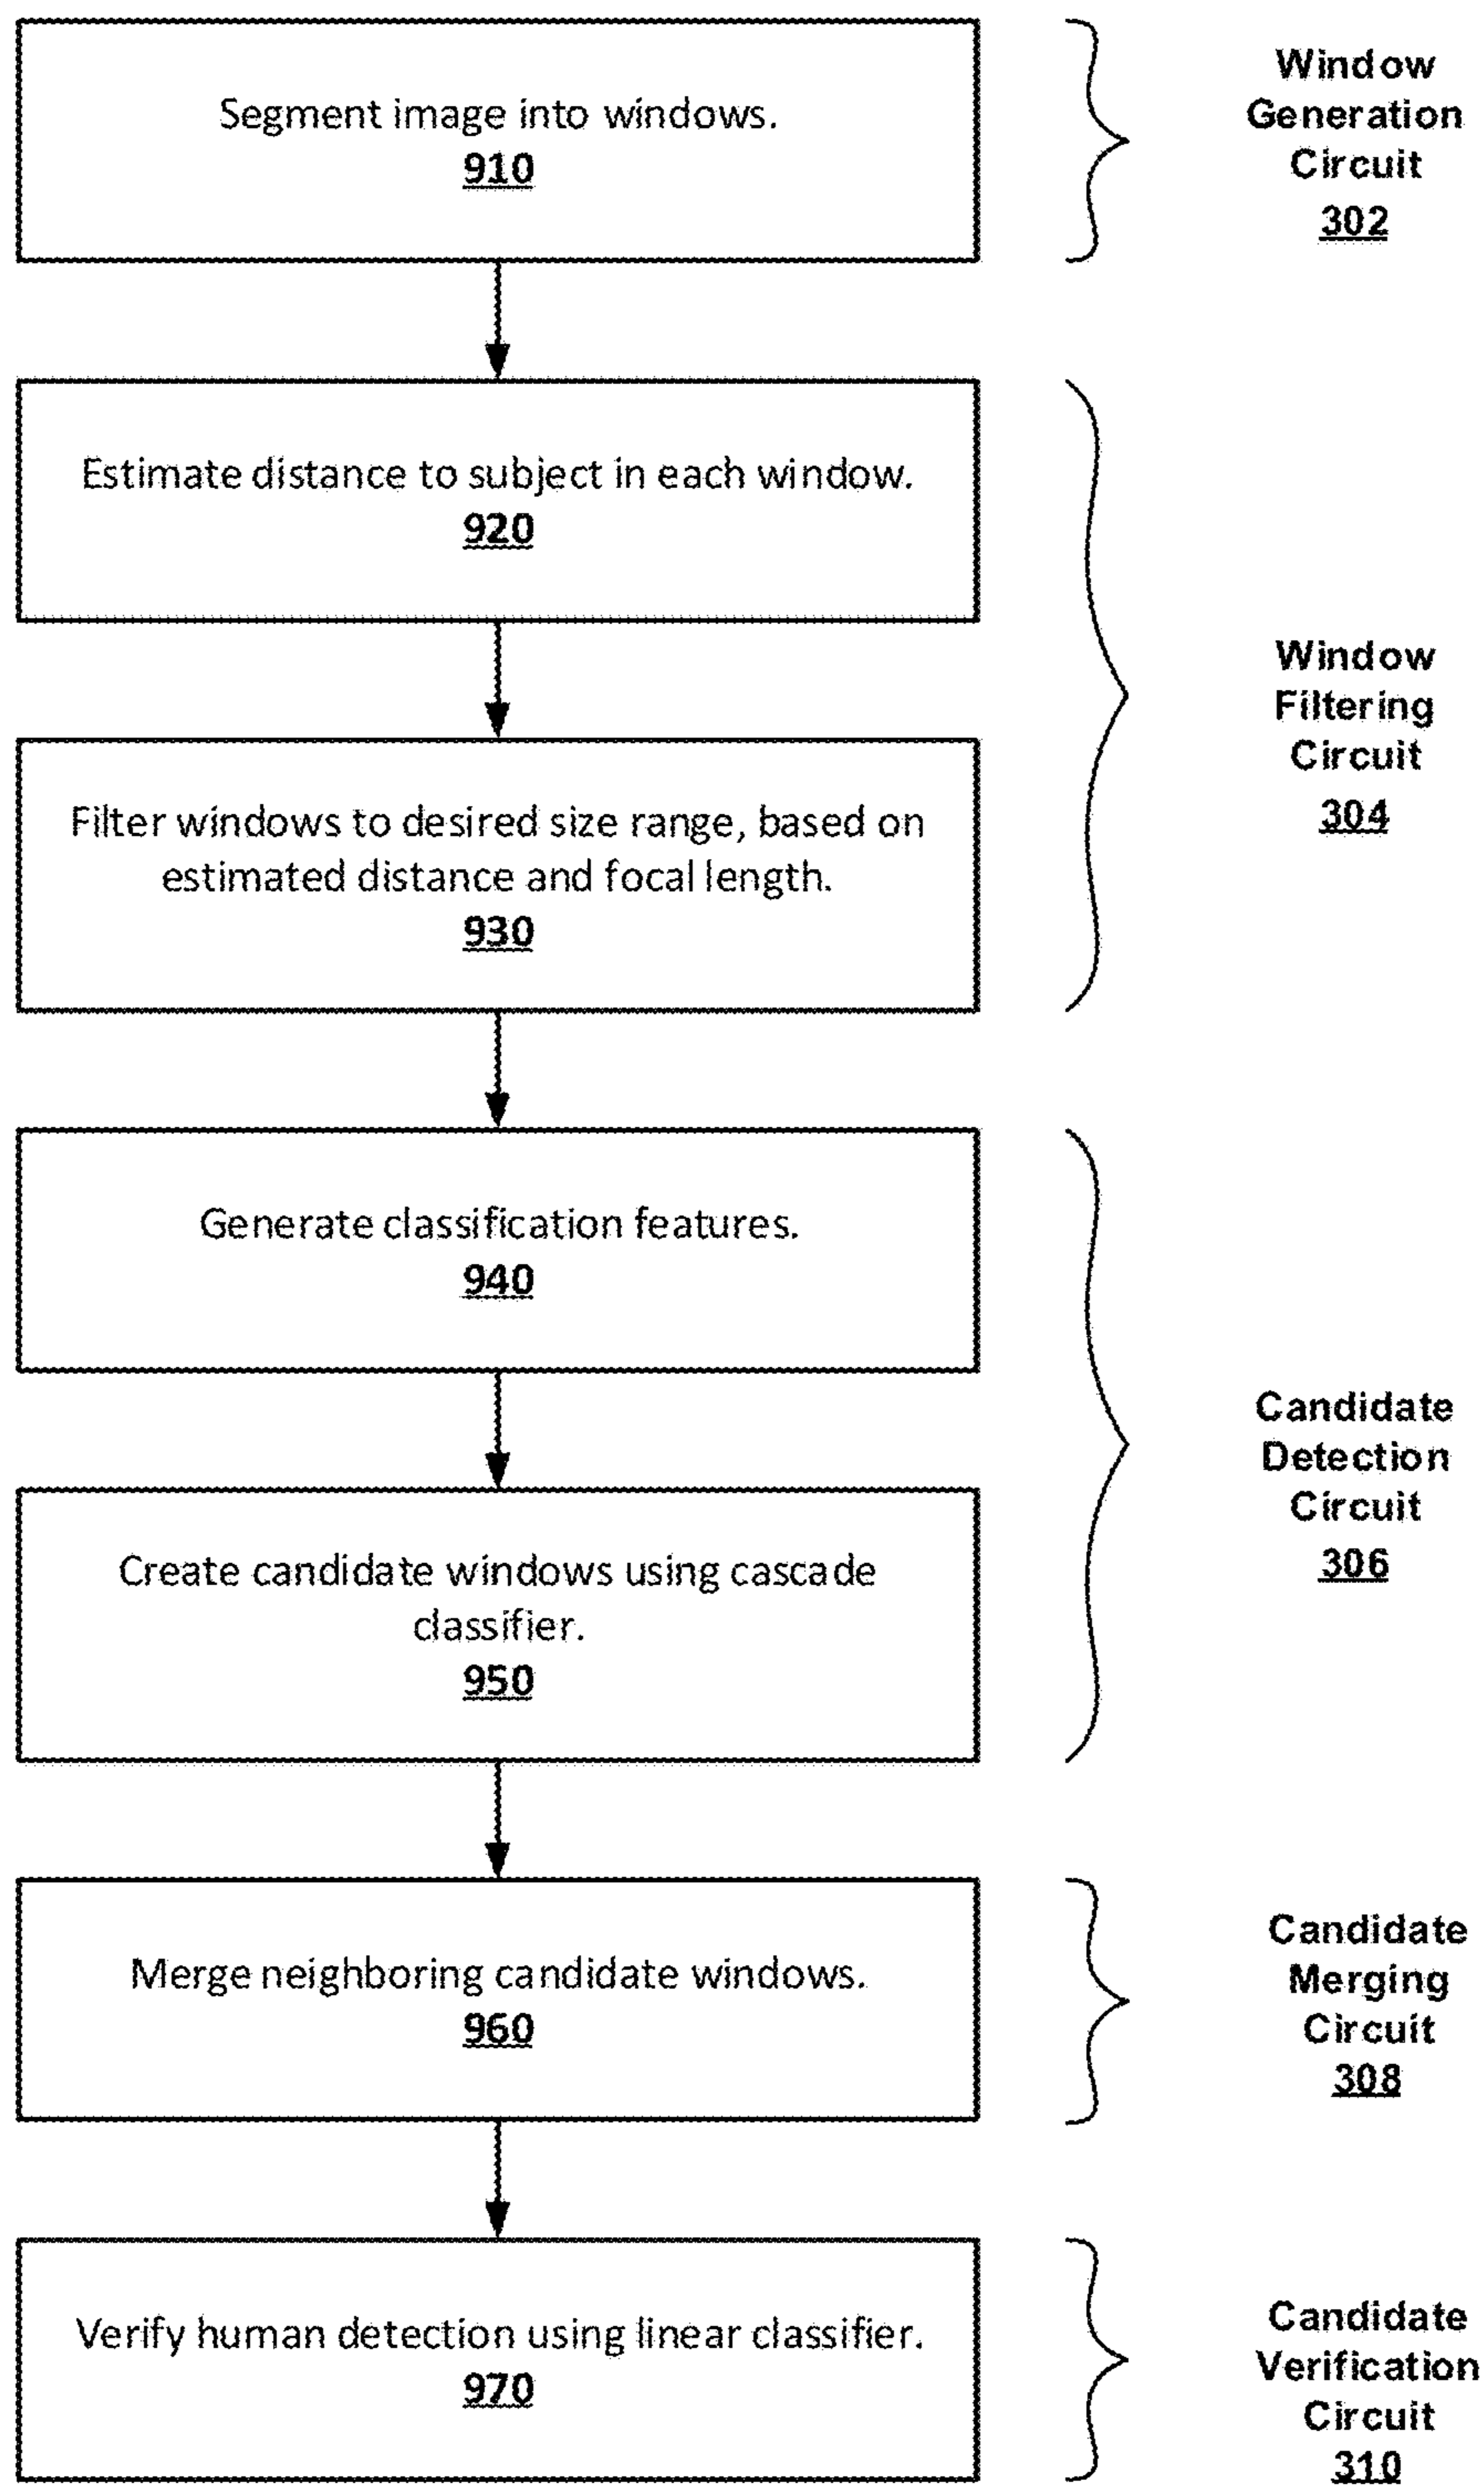 Segment image into windows.
910
Window
Generation
Circuit
302
Estimate distance to subject in each window.
920
Filter windows to desired size range, based on
estimated distance and focal length.
930
Window
Filtering
Circuit
304
Generate classification features.
940
Create candidate windows using cascade
classifier.
950
Candidate
Detection
Circuit
306
Merge neighboring candidate windows.
960
Candidate
Merging
Circuit
308
Verify human detection using linear classifier.
970
Candidate
Verification
Circuit
310